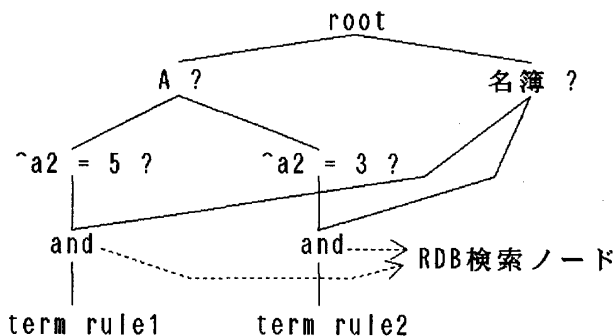 root
A ?
名簿 ?
^a2 = 5 ?
^a2 = 3 ?
and
and
RDB検索ノード
term rule1
term rule2